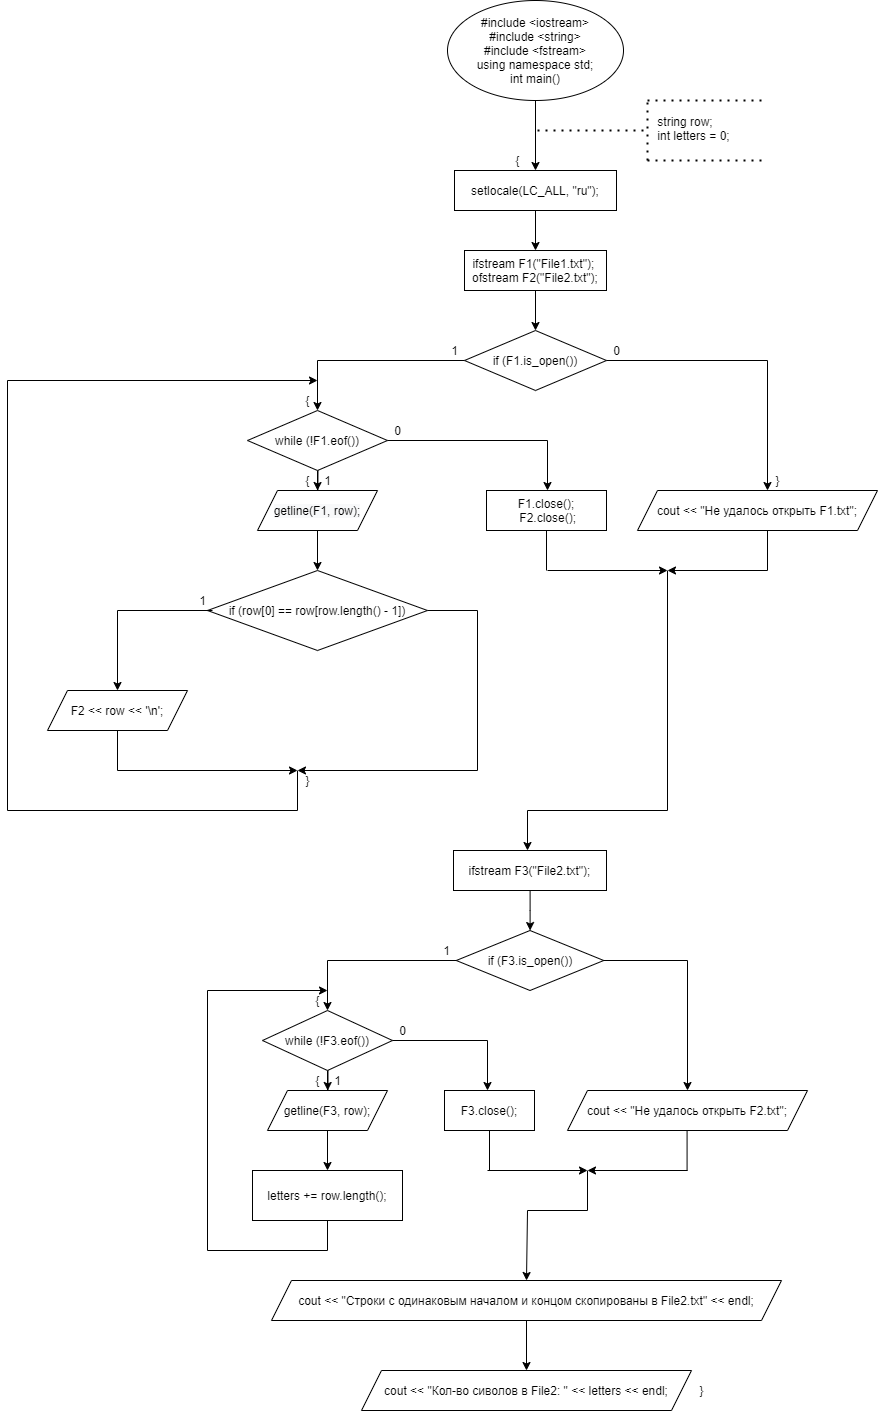 #include <iostream>
#include <string>
#include <fstream>
using namespace std;
int main()
string row;
int letters = 0;
{
setlocale(LC_ALL, "ru");
ifstream F1("File1.txt");
ofstream F2("File2.txt");
1
if (F1.is_open())
0
{
while (!F1.eof())
0
{
1
}
getline(F1, row);
F1.close();
F2.close();
cout << "Не удалось открыть F1.txt";
1
if (row[0] == row[row.length() - 1])
F2 << row << '\n';
}
ifstream F3("File2.txt");
1
if (F3.is_open())
{
while (!F3.eof())
0
{
1
getline(F3, row);
F3.close();
cout << "Не удалось открыть F2.txt";
letters += row.length();
cout << "Строки с одинаковым началом и концом скопированы в File2.txt" << endl;
cout << "Кол-во сиволов в File2: " << letters << endl;
}